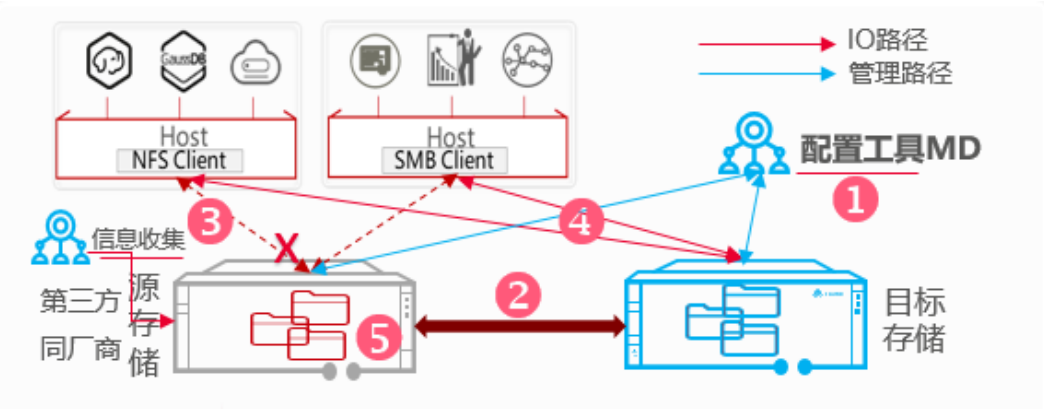 GaussDB
Host
NFS Client
Host
SMB Client
IO路径
管理路径
配置工具MD
1
3
4
信息收集
第三方
同厂商
源存储
X
2
5
目标
存储